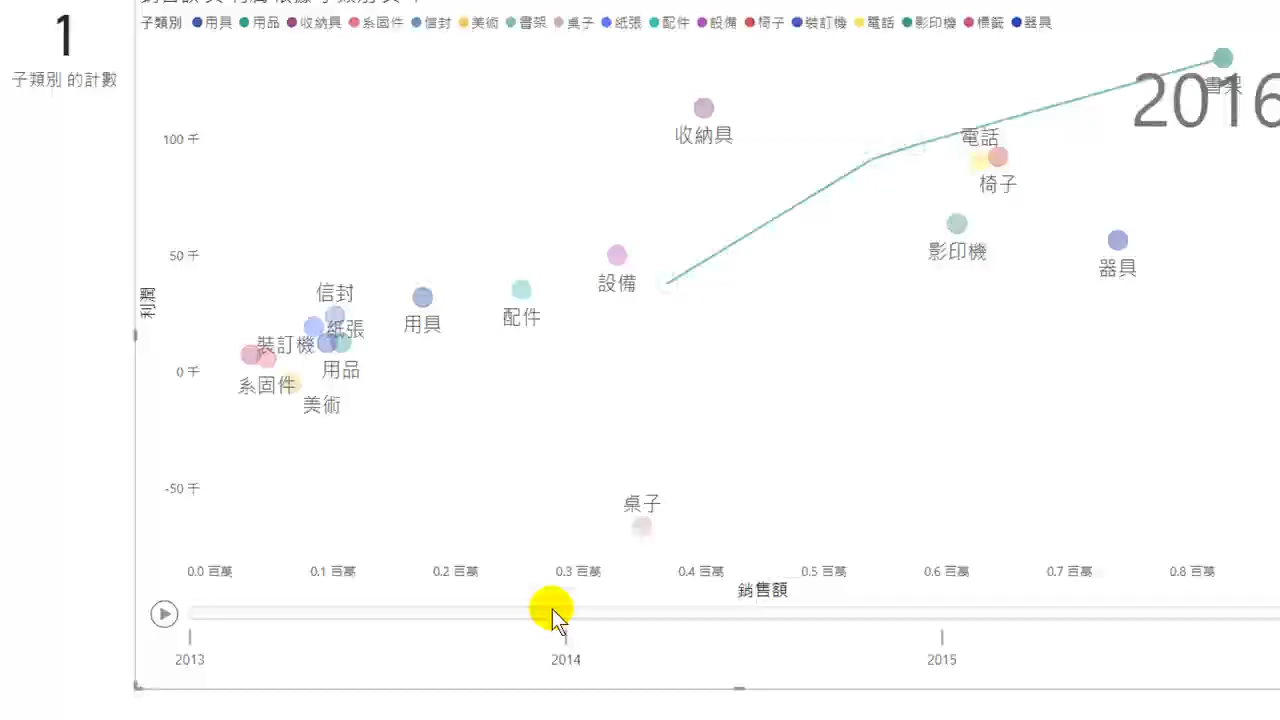 1
子類別 的計數
子類別 用具 用品 收納具 系固件 信封 美術 書架 桌子 紙張 配件 設備 椅子 裝訂機 電話 影印機 標籤 器具
2016
書架
收納具
電話
椅子
影印機
器具
設備
配件
用具
信封
紙張
裝訂機
用品
系固件
美術
桌子
100 千
50 千
0 千
-50 千
利潤
0.0 百萬 0.1 百萬 0.2 百萬 0.3 百萬 0.4 百萬 0.5 百萬 0.6 百萬 0.7 百萬 0.8 百萬
銷售額
2013 2014 2015